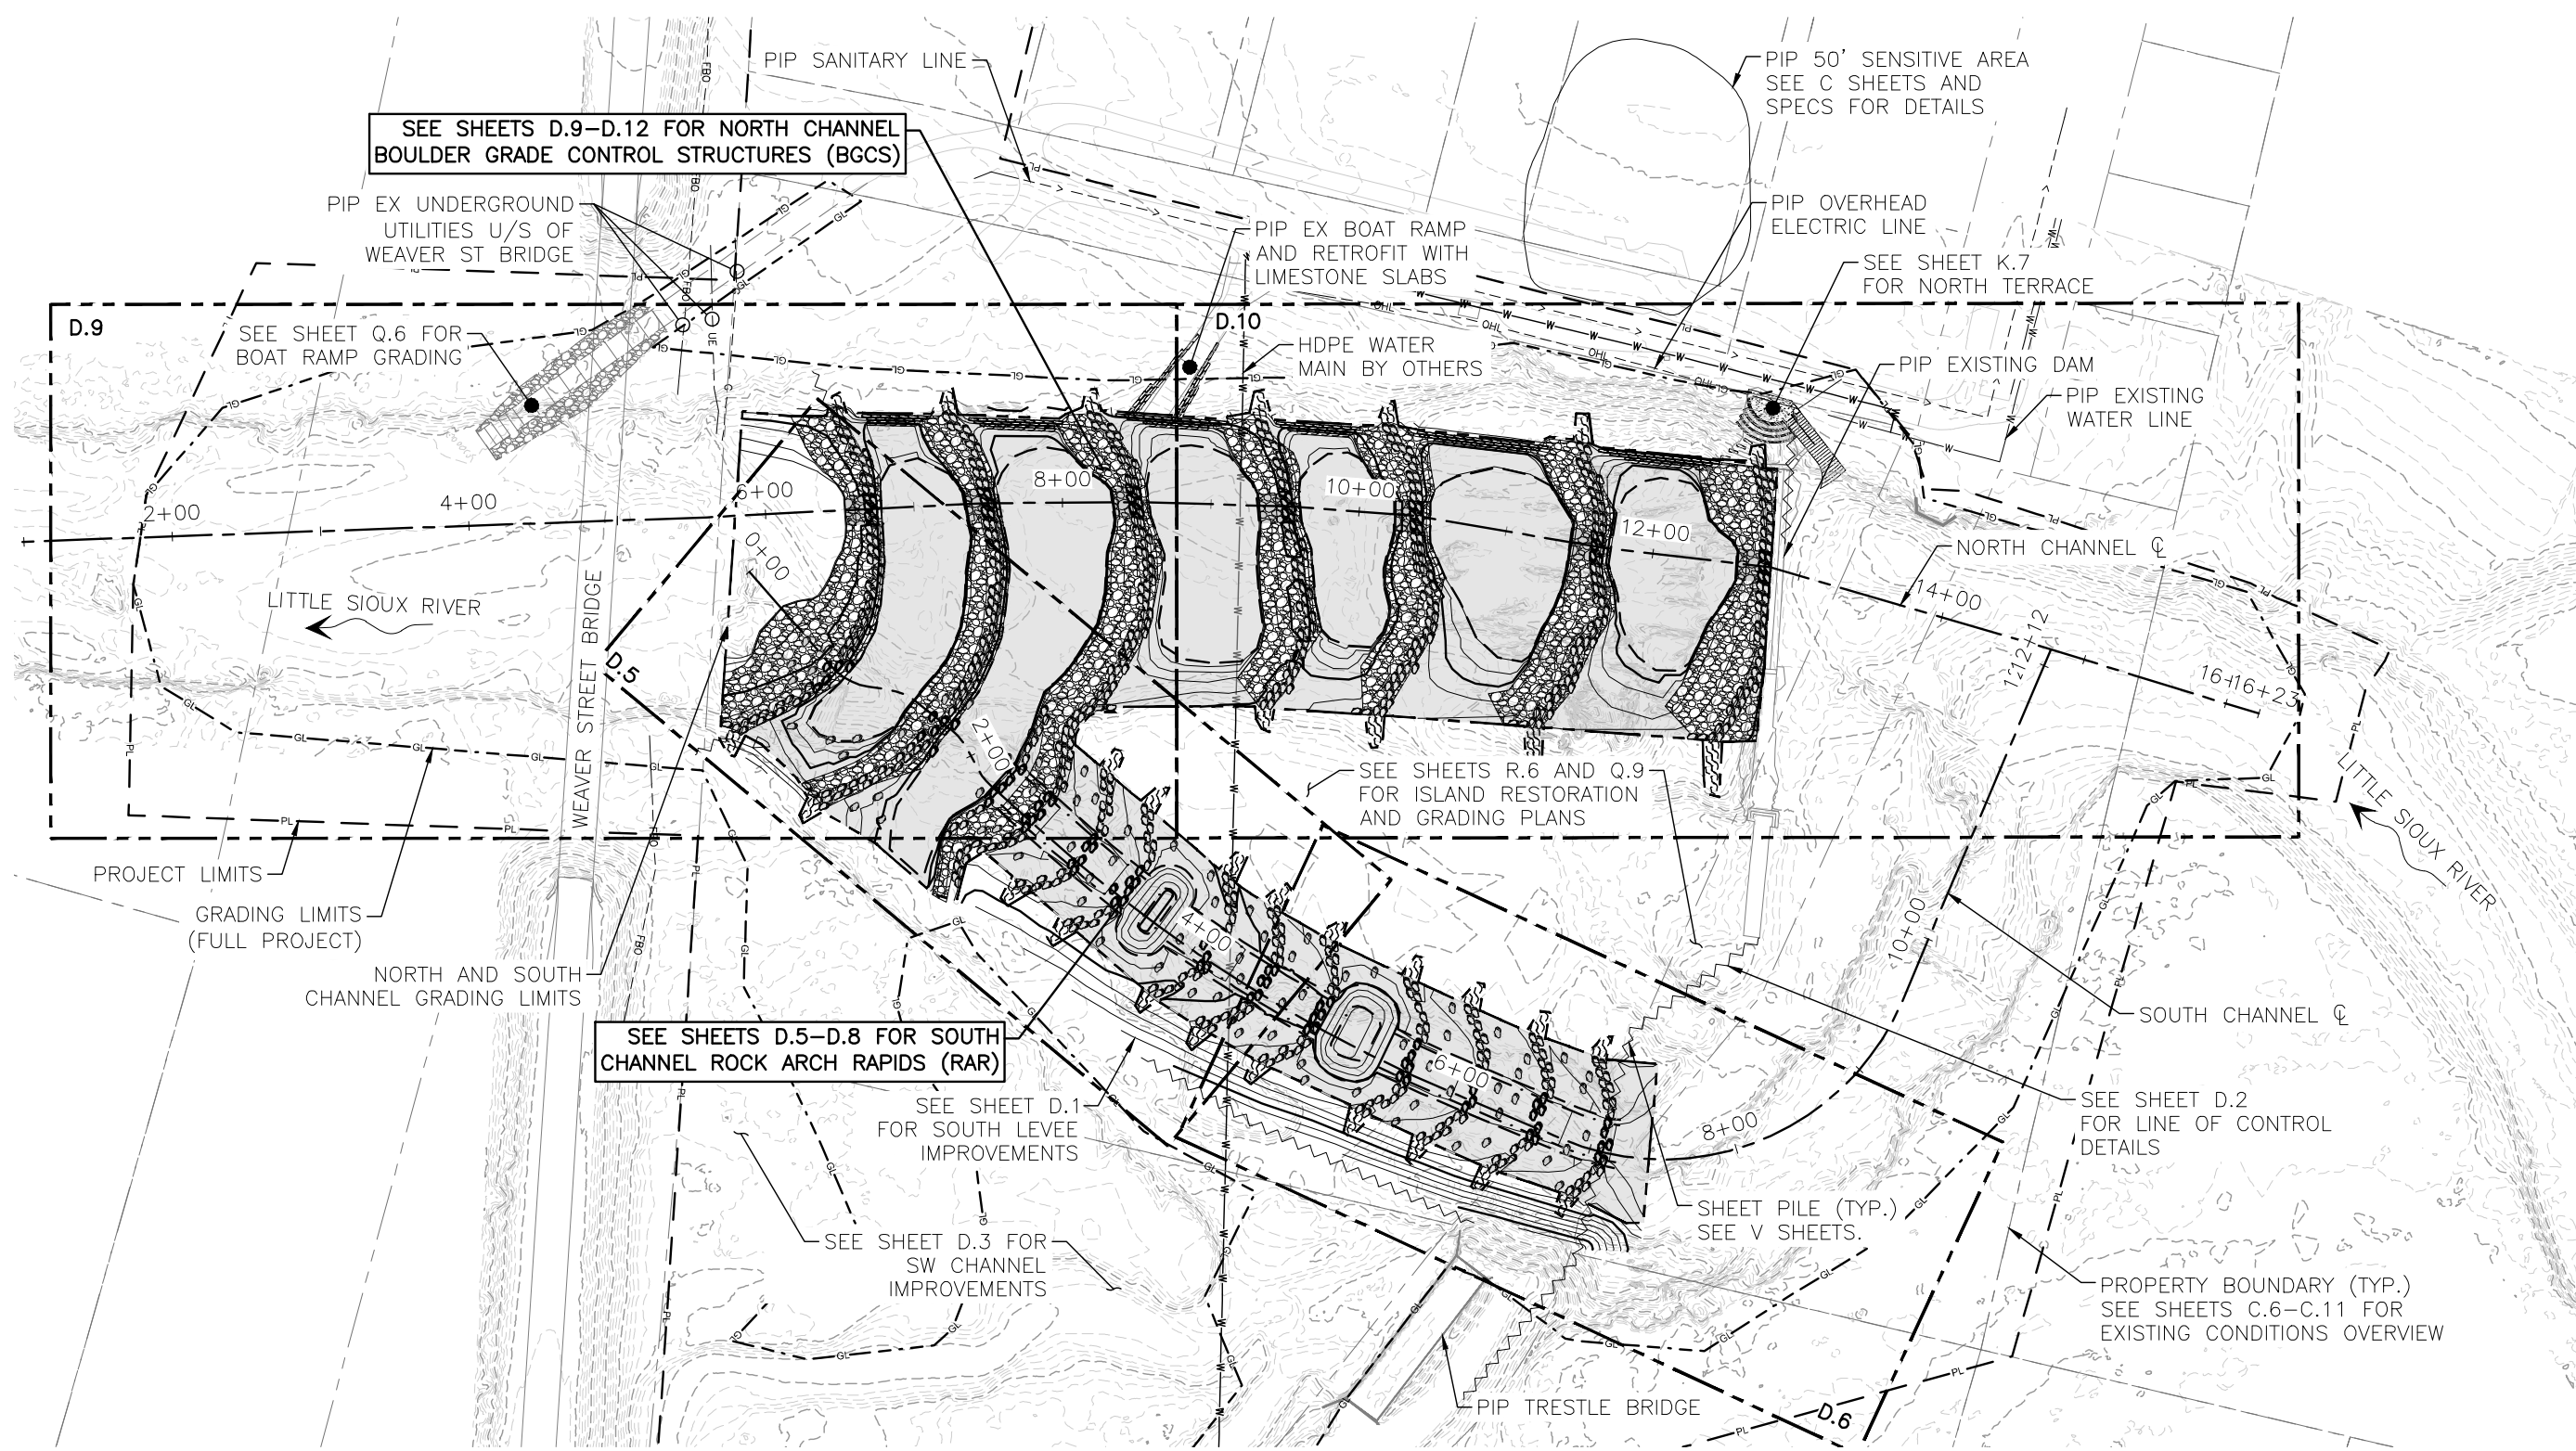 PIP SANITARY LINE
PIP 50' SENSITIVE AREA
SEE C SHEETS AND
SPECS FOR DETAILS
SEE SHEETS D.9–D.12 FOR NORTH CHANNEL
BOULDER GRADE CONTROL STRUCTURES (BGCS)
PIP EX UNDERGROUND
UTILITIES U/S OF
WEAVER ST BRIDGE
PIP EX BOAT RAMP
AND RETROFIT WITH
LIMESTONE SLABS
PIP OVERHEAD
ELECTRIC LINE
SEE SHEET K.7
FOR NORTH TERRACE
D.9
SEE SHEET Q.6 FOR
BOAT RAMP GRADING
D.10
HDPE WATER
MAIN BY OTHERS
PIP EXISTING DAM
PIP EXISTING
WATER LINE
2+00
4+00
6+00
8+00
10+00
12+00
14+00
16+16+23
0+00
2+00
NORTH CHANNEL ℄
1212+12
LITTLE SIOUX RIVER
WEAVER STREET BRIDGE
D.5
SEE SHEETS R.6 AND Q.9
FOR ISLAND RESTORATION
AND GRADING PLANS
LITTLE SIOUX RIVER
PROJECT LIMITS
GRADING LIMITS
(FULL PROJECT)
NORTH AND SOUTH
CHANNEL GRADING LIMITS
4+00
6+00
8+00
10+00
SOUTH CHANNEL ℄
SEE SHEETS D.5–D.8 FOR SOUTH
CHANNEL ROCK ARCH RAPIDS (RAR)
SEE SHEET D.1
FOR SOUTH LEVEE
IMPROVEMENTS
SEE SHEET D.2
FOR LINE OF CONTROL
DETAILS
SHEET PILE (TYP.)
SEE V SHEETS.
SEE SHEET D.3 FOR
SW CHANNEL
IMPROVEMENTS
PROPERTY BOUNDARY (TYP.)
SEE SHEETS C.6–C.11 FOR
EXISTING CONDITIONS OVERVIEW
PIP TRESTLE BRIDGE
D.6